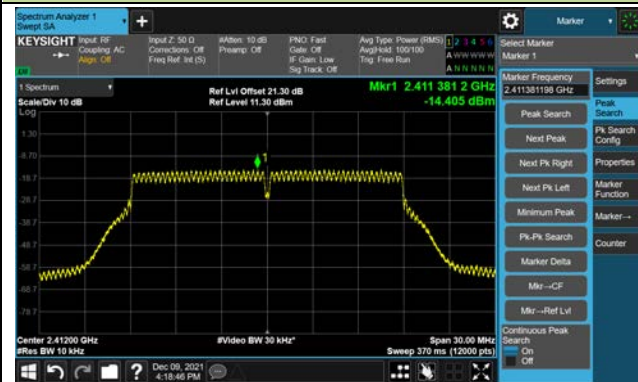 Spectrum Analyzer 1
Swept SA
Marker
KEYSIGHT
Input: RF
Coupling: AC
Align: Off
Input Z: 50 Ω
Corrections: Off
Freq Ref: Int (S)
#Atten: 10 dB
Preamp: Off
PNO: Fast
Gate: Off
IF Gain: Low
Sig Track: Off
Avg Type: Power (RMS)
Avg|Hold: 100/100
Trig: Free Run
1 2 3 4 5 6
A W W W W W
A N N N N N
Select Marker
Marker 1
1 Spectrum
Scale/Div 10 dB
Log
Ref Lvl Offset 21.30 dB
Ref Level 11.30 dBm
Mkr1 2.411 381 2 GHz
-14.405 dBm
1.30
-8.70
-18.7
-28.7
-38.7
-48.7
-58.7
-68.7
-78.7
1
Center 2.41200 GHz
#Res BW 10 kHz
#Video BW 30 kHz*
Span 30.00 MHz
Sweep 370 ms (12000 pts)
Marker Frequency
2.411381198 GHz
Peak Search
Next Peak
Next Pk Right
Next Pk Left
Minimum Peak
Pk-Pk Search
Marker Delta
Mkr→CF
Mkr→Ref Lvl
Continuous Peak
Search
On
Off
Settings
Peak
Search
Pk Search
Config
Properties
Marker
Function
Marker→
Counter
Dec 09, 2021
4:18:46 PM